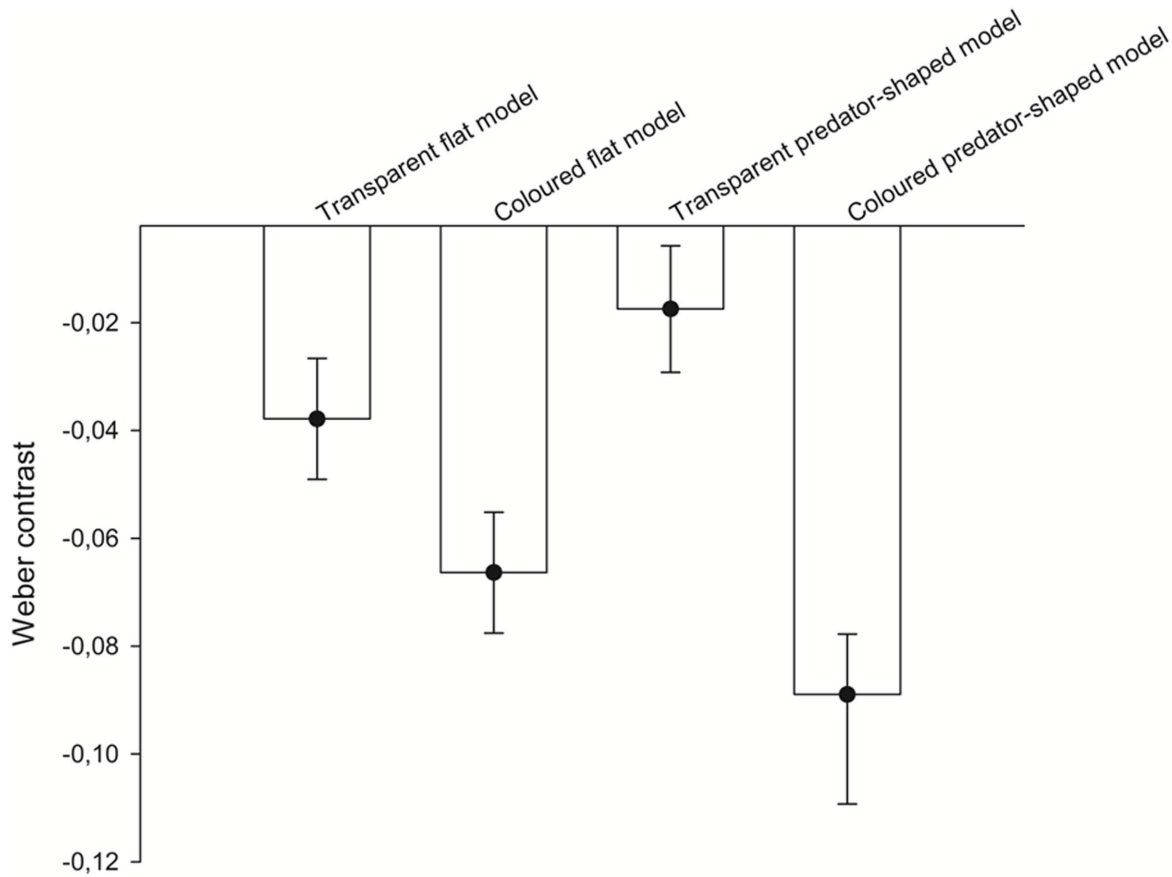 Transparent flat model
Coloured flat model
Transparent predator-shaped model
Coloured predator-shaped model
Weber contrast
-0,02
-0,04
-0,06
-0,08
-0,10
-0,12